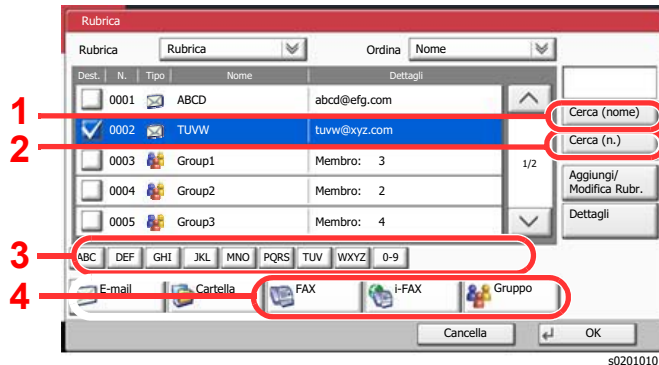 Rubrica
Rubrica Rubrica Ordina Nome
Dest. N. Tipo Nome Dettagli
0001 ABCD abcd@efg.com
1 Cerca (nome)
0002 TUVW tuvw@xyz.com
2 Cerca (n.)
0003 Group1 Membro: 3 1/2
Aggiungi/
Modifica Rubr.
0004 Group2 Membro: 2
0005 Group3 Membro: 4 Dettagli
3 ABC DEF GHI JKL MNO PQRS TUV WXYZ 0-9
4 E-mail Cartella FAX i-FAX Gruppo
Cancella OK
s0201010